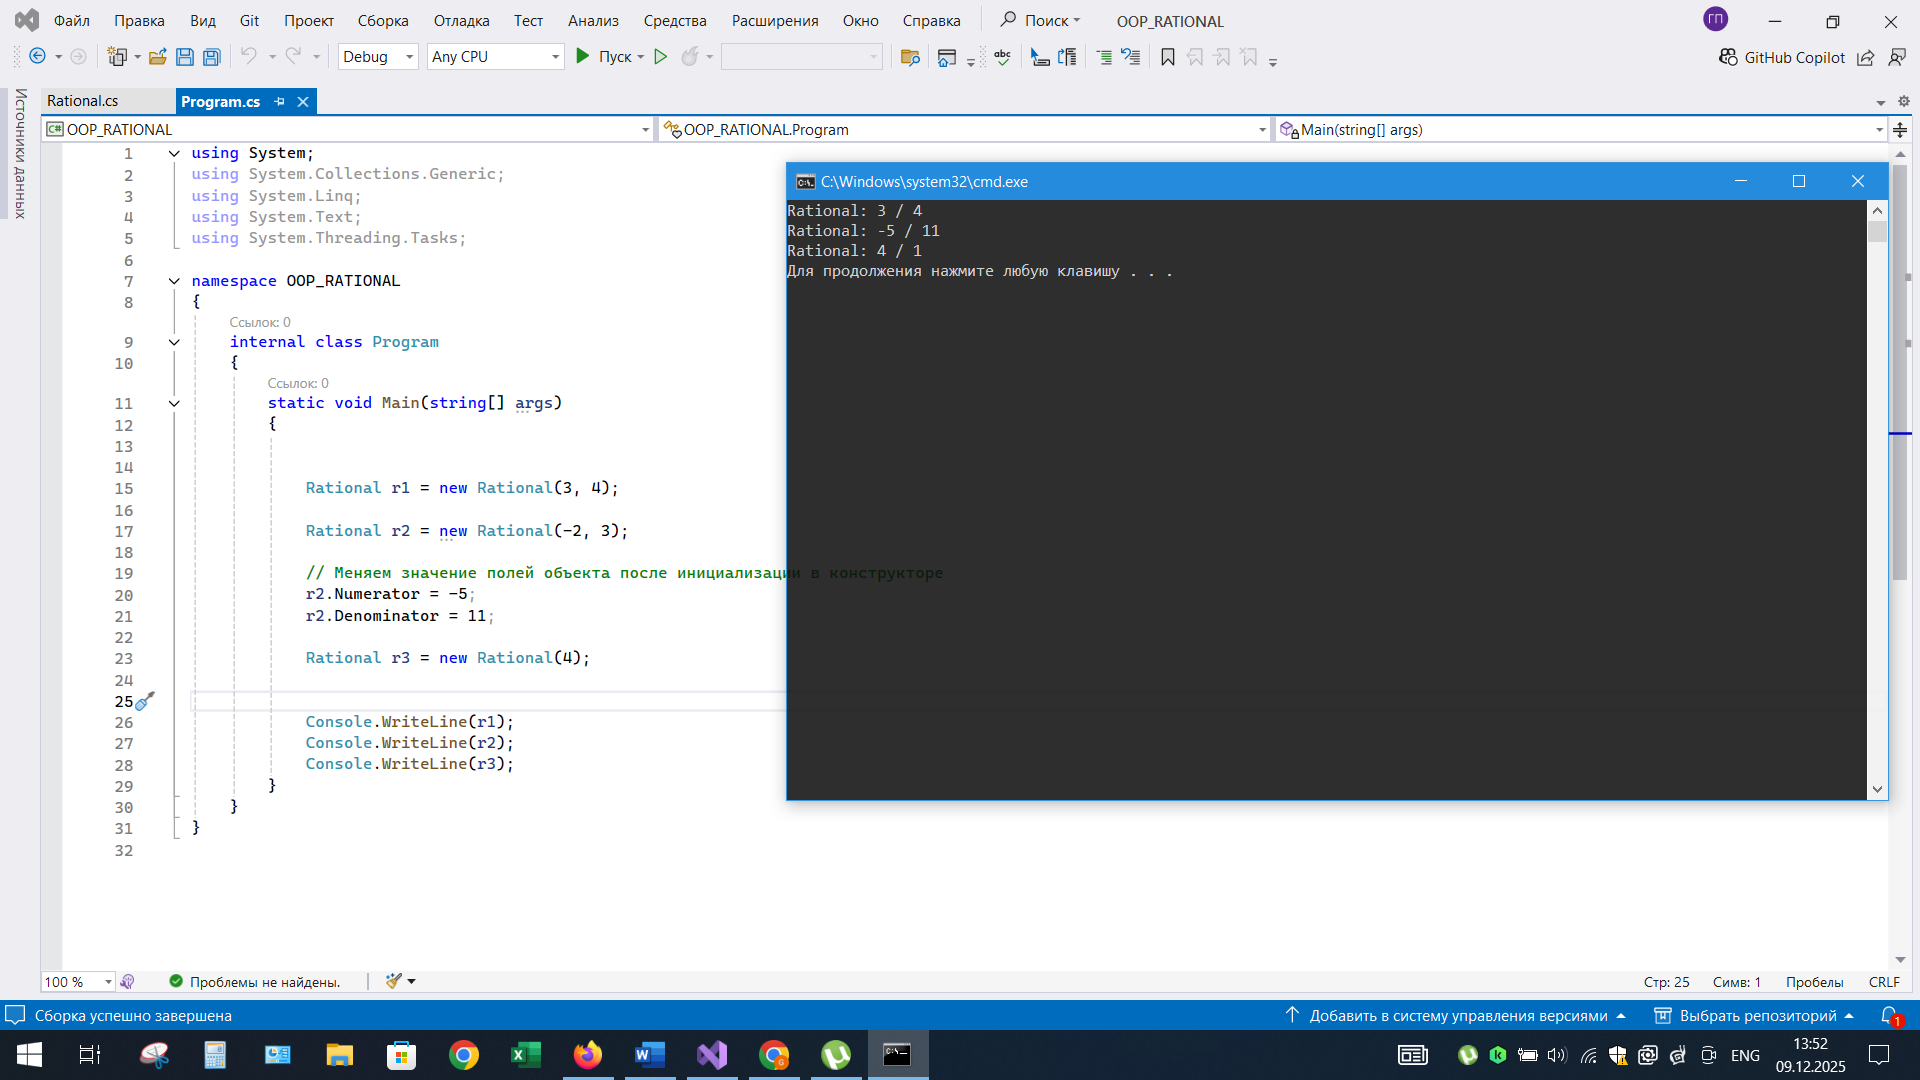 Файл Правка Вид Git Проект Сборка Отладка Тест Анализ Средства Расширения Окно Справка Поиск OOP_RATIONAL ГП
Debug Any CPU Пуск abc GitHub Copilot
Источники данных
Rational.cs Program.cs
C# OOP_RATIONAL OOP_RATIONAL.Program Main(string[] args)
1 using System;
2 using System.Collections.Generic;
3 using System.Linq;
4 using System.Text;
5 using System.Threading.Tasks;
6
7 namespace OOP_RATIONAL
8 {
Ссылок: 0
9 internal class Program
10 {
Ссылок: 0
11 static void Main(string[] args)
12 {
13
14
15 Rational r1 = new Rational(3, 4);
16
17 Rational r2 = new Rational(-2, 3);
18
19 // Меняем значение полей объекта после инициализации в конструкторе
20 r2.Numerator = -5;
21 r2.Denominator = 11;
22
23 Rational r3 = new Rational(4);
24
25
26 Console.WriteLine(r1);
27 Console.WriteLine(r2);
28 Console.WriteLine(r3);
29 }
30 }
31 }
32
C:\Windows\system32\cmd.exe
Rational: 3 / 4
Rational: -5 / 11
Rational: 4 / 1
Для продолжения нажмите любую клавишу . . .
100 % Проблемы не найдены. Стр: 25 Симв: 1 Пробелы CRLF
Сборка успешно завершена Добавить в систему управления версиями Выбрать репозиторий 1
ENG 13:52
09.12.2025